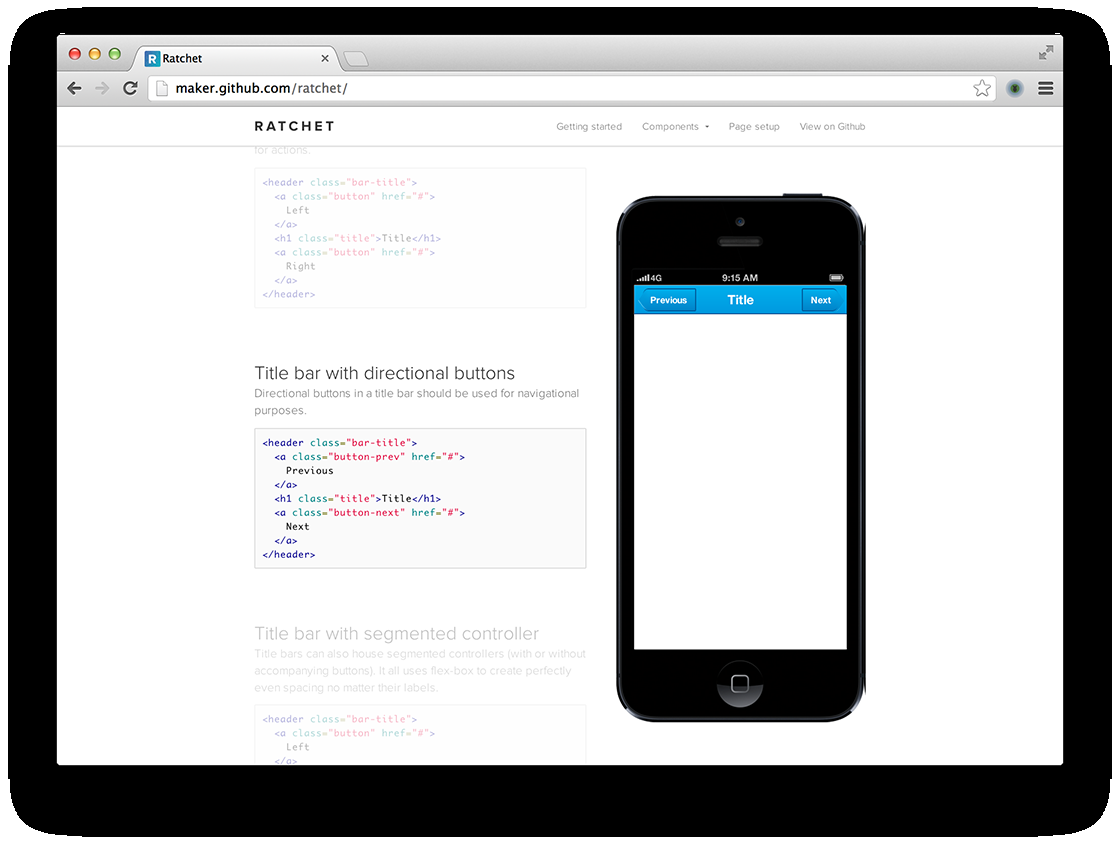 Ratchet
maker.github.com/ratchet/
RATCHET
Getting started Components Page setup View on Github
for actions.
<header class="bar-title">
<a class="button" href="#">
Left
</a>
<h1 class="title">Title</h1>
<a class="button" href="#">
Right
</a>
</header>
Title bar with directional buttons
Directional buttons in a title bar should be used for navigational
purposes.
<header class="bar-title">
<a class="button-prev" href="#">
Previous
</a>
<h1 class="title">Title</h1>
<a class="button-next" href="#">
Next
</a>
</header>
Title bar with segmented controller
Title bars can also house segmented controllers (with or without
accompanying buttons). It all uses flex-box to create perfectly
even spacing no matter their labels.
<header class="bar-title">
<a class="button" href="#">
Left
</a>
4G 9:15 AM
Previous Title Next